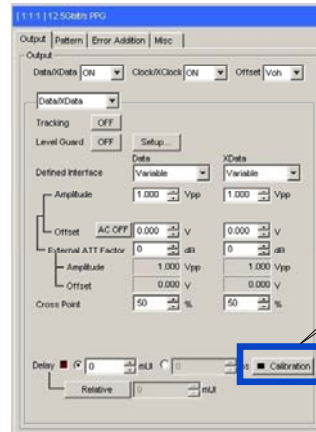 [1:1:1] 12.5Gbit/s PPG
Output Pattern Error Addition Misc
Output
Data/XData ON Clock/XClock ON Offset Voh
Data/XData
Tracking OFF
Level Guard OFF Setup...
Data XData
Defined Interface Variable Variable
Amplitude 1.000 Vpp 1.000 Vpp
Offset AC OFF 0.000 V 0.000 V
External ATT Factor 0 dB 0 dB
Amplitude 1.000 Vpp 1.000 Vpp
Offset 0.000 V 0.000 V
Cross Point 50 % 50 %
Delay 0 mUI 0 ps Calibration
Relative 0 mUI